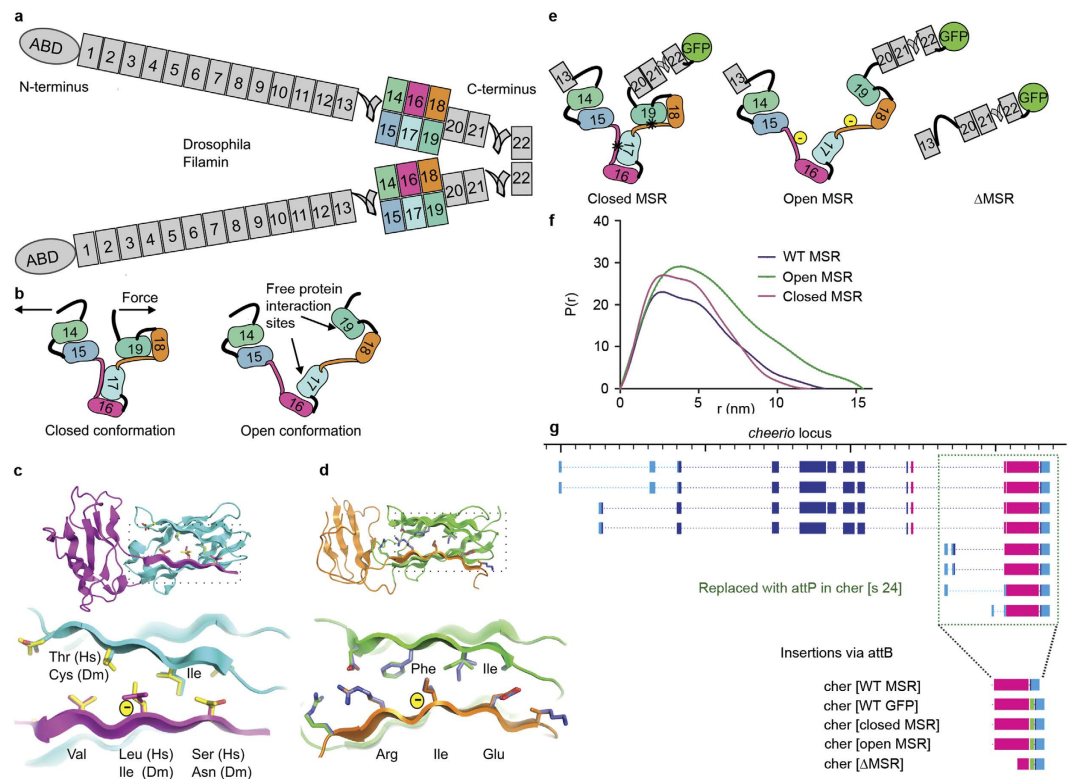 a
ABD
1 2 3 4 5 6 7 8 9 10 11 12 13
14 16 18
15 17 19
20 21
22
N-terminus
C-terminus
Drosophila
Filamin
22
14 16 18
15 17 19
20 21
ABD
1 2 3 4 5 6 7 8 9 10 11 12 13
b
Force
14
15
16
17
18
19
Closed conformation
Free protein
interaction
sites
14
15
16
17
18
19
Open conformation
c
Thr (Hs)
Cys (Dm)
Ile
-
Val
Leu (Hs)
Ile (Dm)
Ser (Hs)
Asn (Dm)
d
Phe
Ile
-
Arg
Ile
Glu
e
13
14
15
16
17
18
19
20 21 22
GFP
*
*
Closed MSR
13
14
15
16
17
18
19
20 21 22
GFP
-
-
Open MSR
13
20 21 22
GFP
ΔMSR
f
P(r)
40
30
20
10
0
0 5 10 15
r (nm)
WT MSR
Open MSR
Closed MSR
g
cheerio locus
Replaced with attP in cher [s 24]
Insertions via attB
cher [WT MSR]
cher [WT GFP]
cher [closed MSR]
cher [open MSR]
cher [ΔMSR]